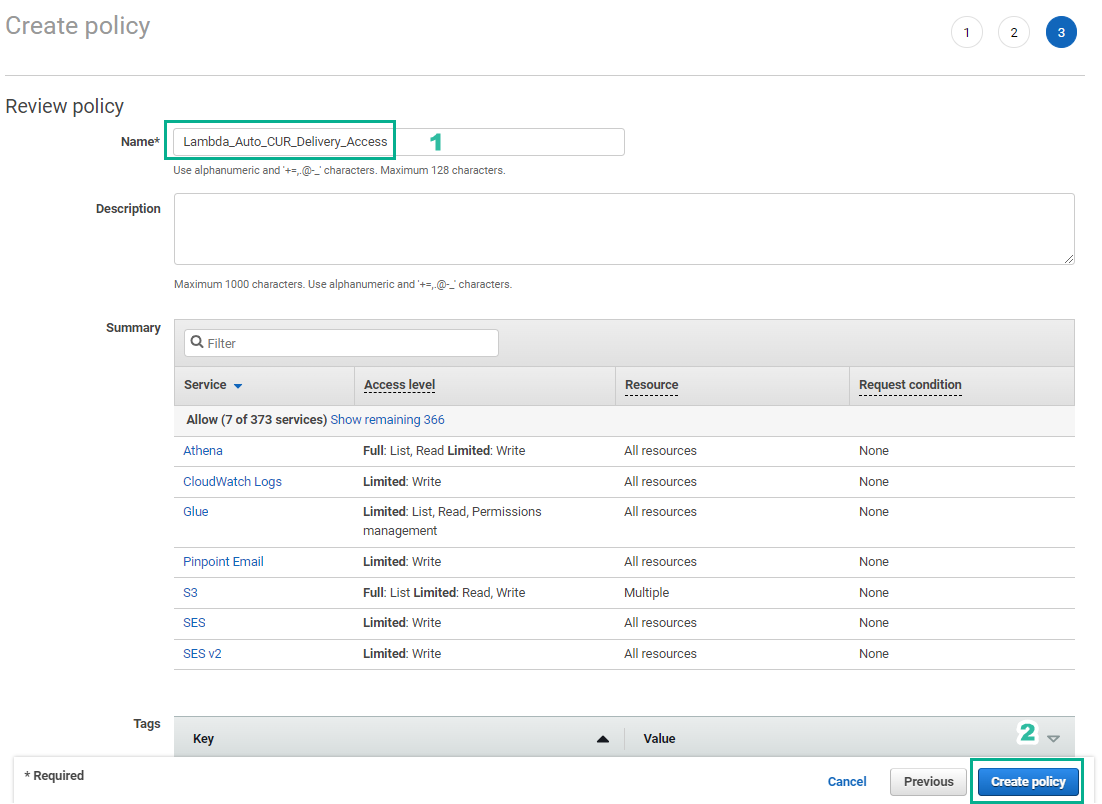 Create policy
1 2 3
Review policy
Name* Lambda_Auto_CUR_Delivery_Access 1
Use alphanumeric and '+=,.@-_' characters. Maximum 128 characters.
Description
Maximum 1000 characters. Use alphanumeric and '+=,.@-_' characters.
Summary
Filter
Service Access level Resource Request condition
Allow (7 of 373 services) Show remaining 366
Athena Full: List, Read Limited: Write All resources None
CloudWatch Logs Limited: Write All resources None
Glue Limited: List, Read, Permissions All resources None
management
Pinpoint Email Limited: Write All resources None
S3 Full: List Limited: Read, Write Multiple None
SES Limited: Write All resources None
SES v2 Limited: Write All resources None
Tags
Key Value 2
* Required
Cancel Previous Create policy